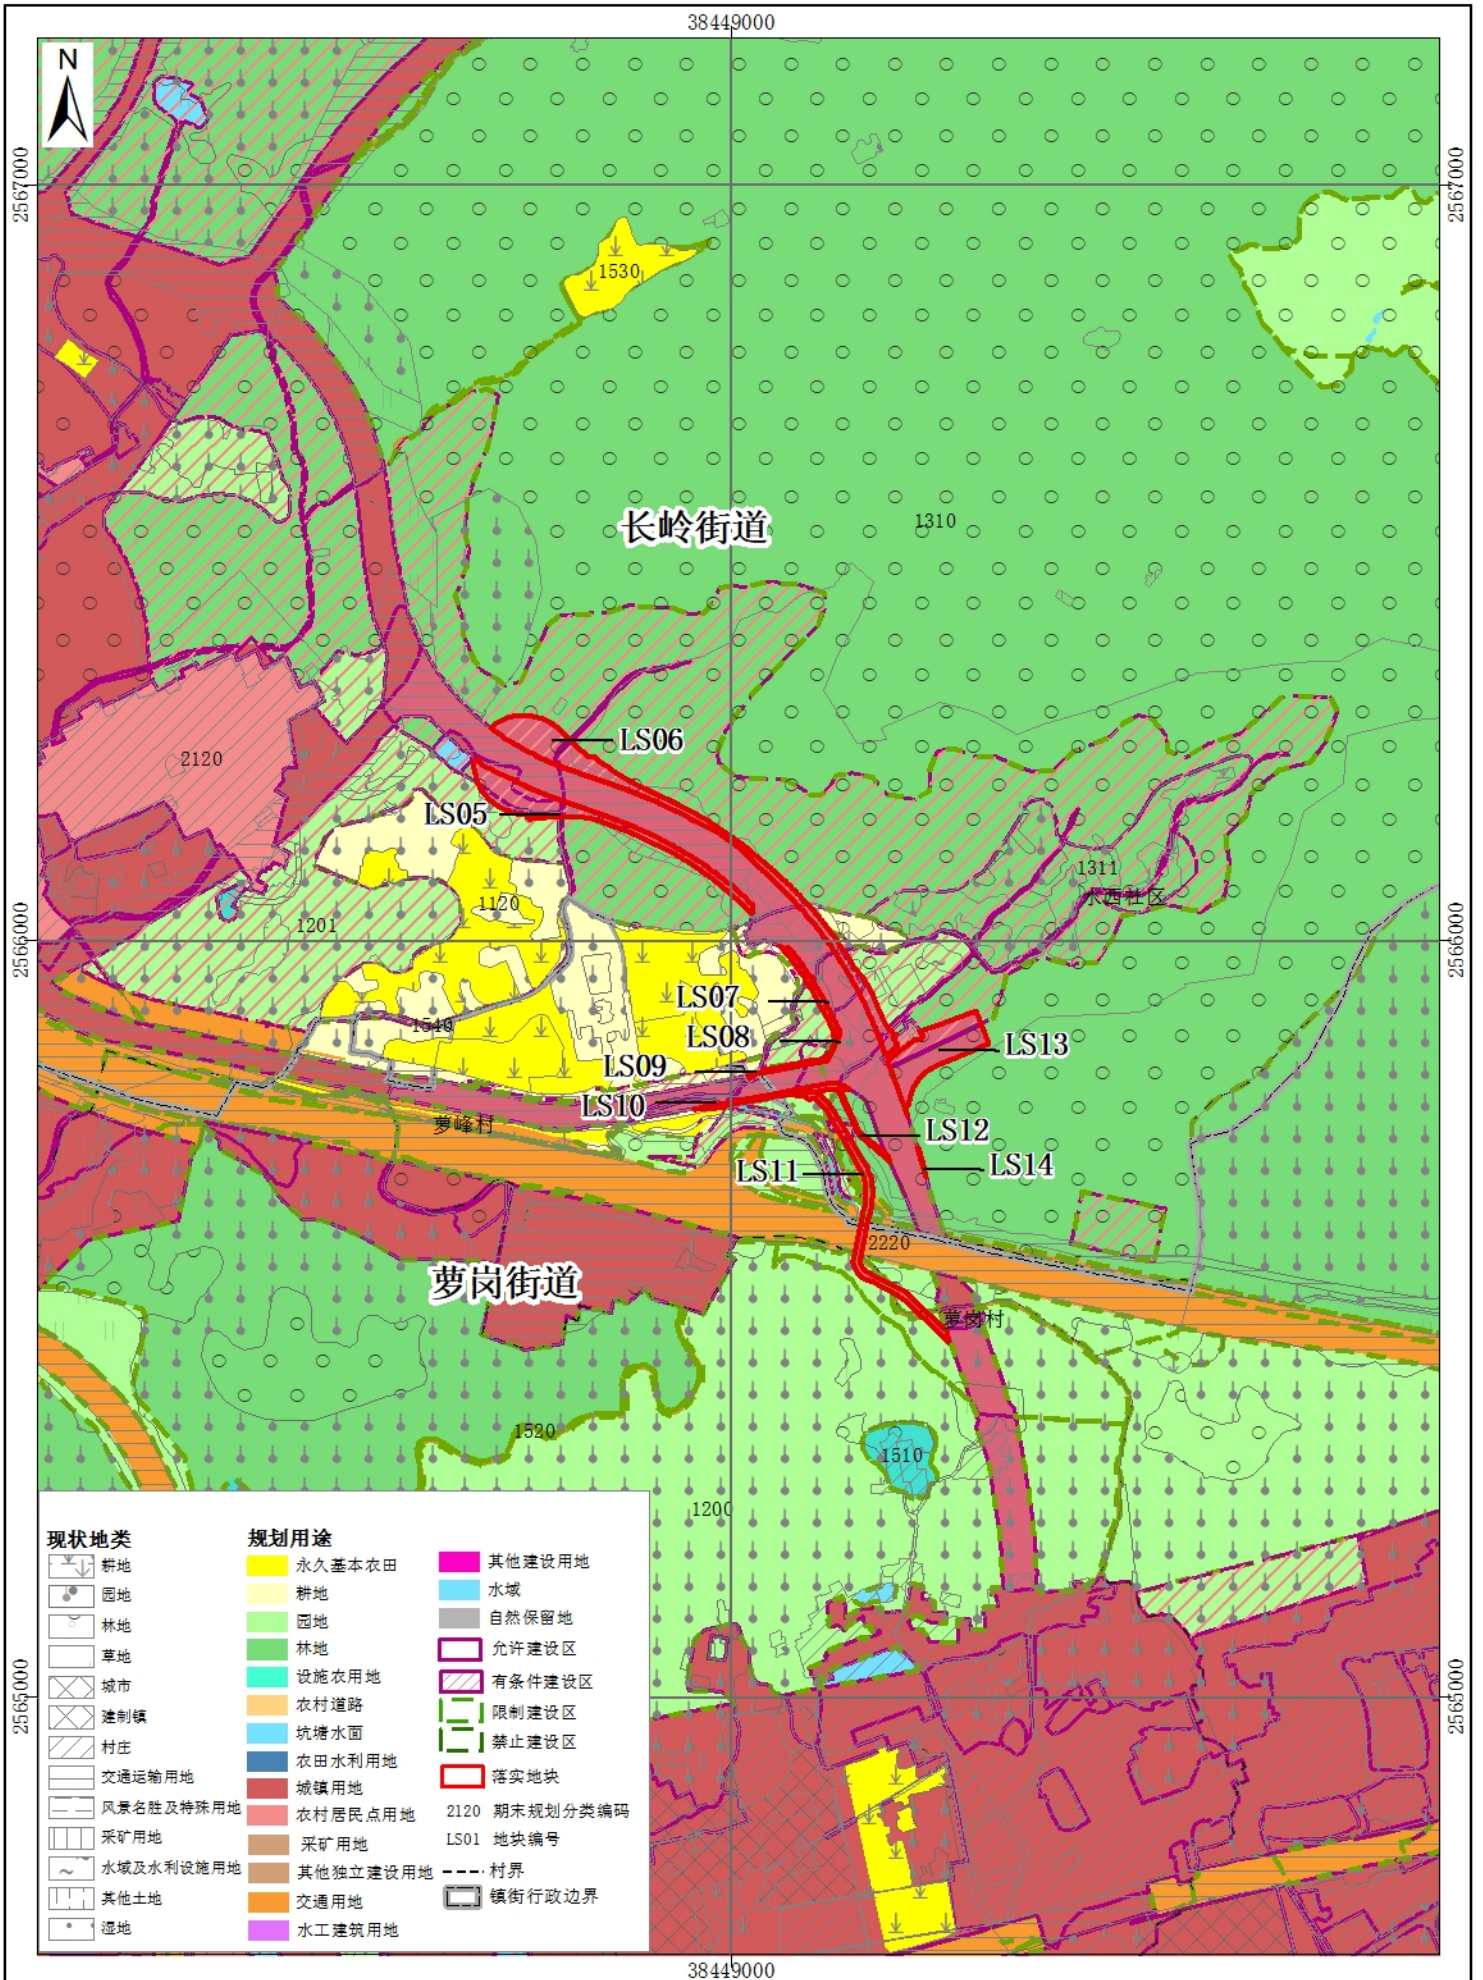 38449000
N
2567000
2567000
1530
长岭街道
1310
LS06
2120
LS05
1311
水西社区
1120
1201
2566000
2566000
LS07
1540
LS08
LS13
LS09
LS10
萝峰村
LS12
LS14
LS11
2220
萝岗街道
萝岗村
1520
1510
1200
现状地类
耕地
园地
林地
草地
城市
建制镇
村庄
交通运输用地
风景名胜及特殊用地
采矿用地
水域及水利设施用地
其他土地
湿地
规划用途
永久基本农田
耕地
园地
林地
设施农用地
农村道路
坑塘水面
农田水利用地
城镇用地
农村居民点用地
采矿用地
其他独立建设用地
交通用地
水工建筑用地
其他建设用地
水域
自然保留地
允许建设区
有条件建设区
限制建设区
禁止建设区
落实地块
2120 期末规划分类编码
LS01 地块编号
村界
镇街行政边界
2565000
2565000
38449000